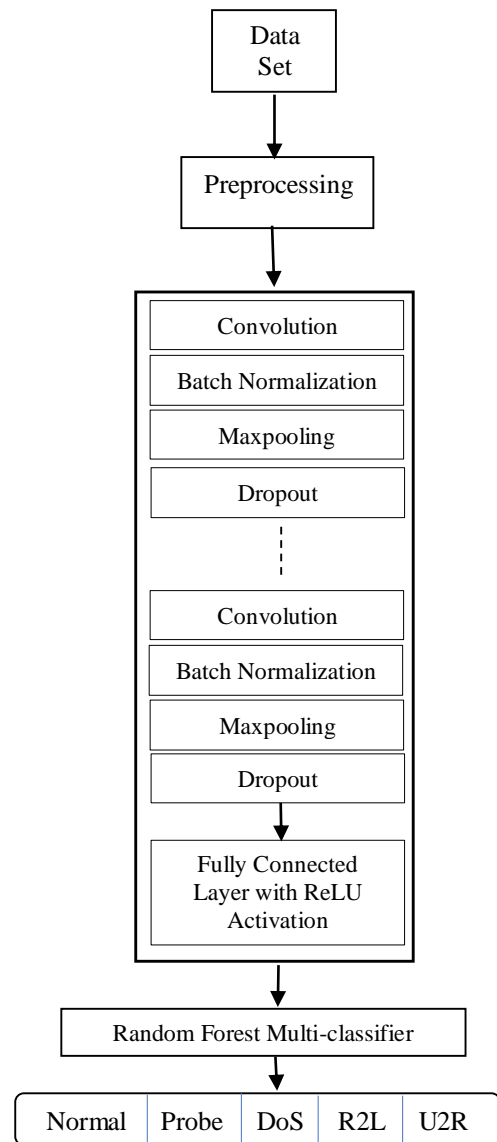 Data
Set
Preprocessing
Convolution
Batch Normalization
Maxpooling
Dropout
Convolution
Batch Normalization
Maxpooling
Dropout
Fully Connected
Layer with ReLU
Activation
Random Forest Multi-classifier
Normal Probe DoS R2L U2R